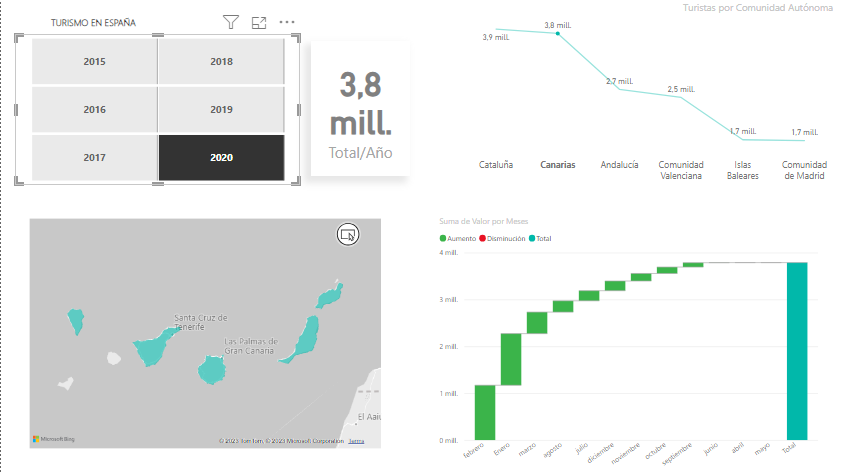 TURISMO EN ESPAÑA
2015
2018
2016
2019
2017
2020
3,8
mill.
Total/Año
Turistas por Comunidad Autónoma
3,9 mill.
3,8 mill.
2,7 mill.
2,5 mill.
1,7 mill.
1,7 mill.
Cataluña
Canarias
Andalucía
Comunidad
Valenciana
Islas
Baleares
Comunidad
de Madrid
Santa Cruz de
Tenerife
Las Palmas de
Gran Canaria
El Aaiu
Microsoft Bing
© 2023 TomTom, © 2023 Microsoft Corporation Terms
Suma de Valor por Meses
Aumento Disminución Total
4 mill.
3 mill.
2 mill.
1 mill.
0 mill.
febrero
Enero
marzo
agosto
julio
diciembre
noviembre
octubre
septiembre
junio
abril
mayo
Total